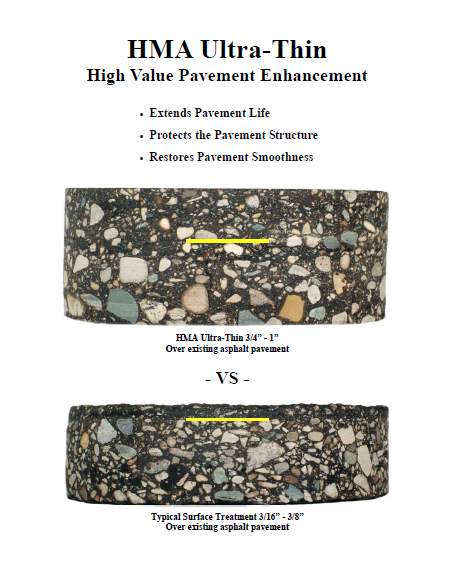 HMA Ultra-Thin
High Value Pavement Enhancement
• Extends Pavement Life
• Protects the Pavement Structure
• Restores Pavement Smoothness
HMA Ultra-Thin 3/4” - 1”
Over existing asphalt pavement
- VS -
Typical Surface Treatment 3/16” - 3/8”
Over existing asphalt pavement